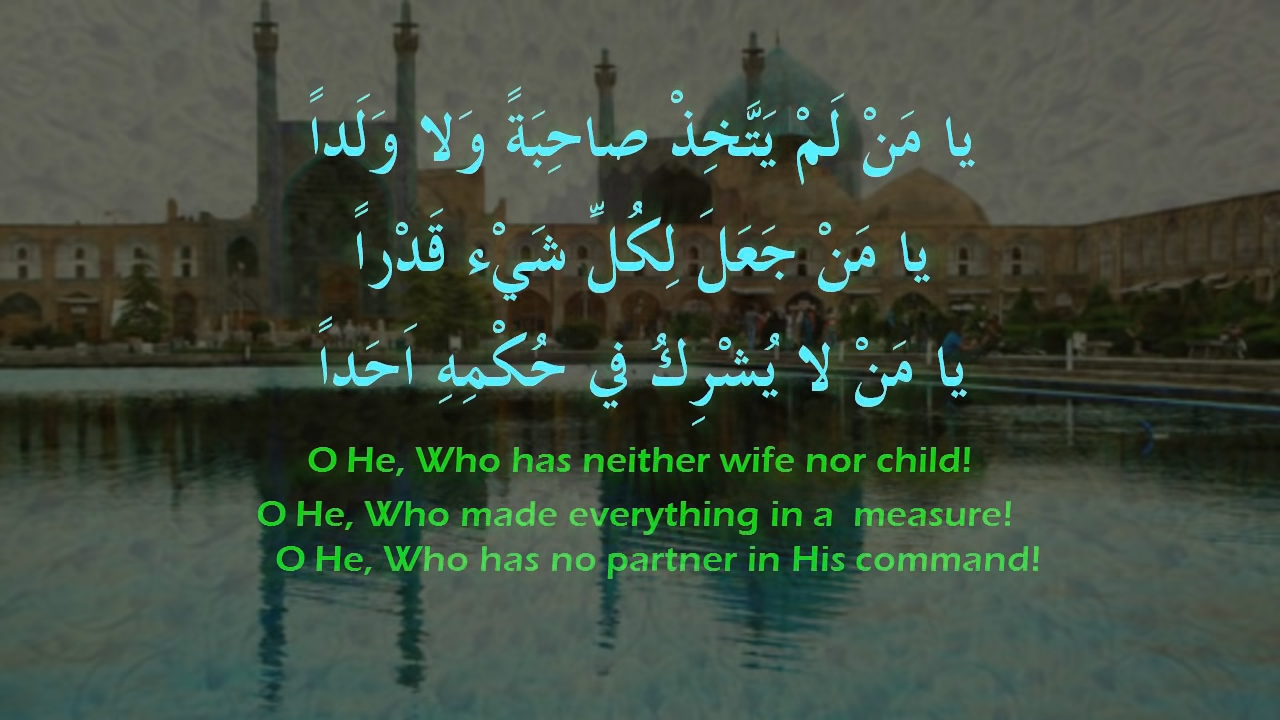 يا مَنْ لَمْ يَتَّخِذْ صاحِبَةً وَلا وَلَداً
يا مَنْ جَعَلَ لِكُلِّ شَيْء قَدْراً
يا مَنْ لا يُشْرِكُ في حُكْمِهِ اَحَداً
O He, Who has neither wife nor child!
O He, Who made everything in a  measure!
O He, Who has no partner in His command!